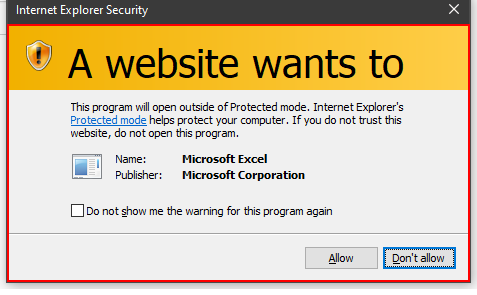 Internet Explorer Security
A website wants to
This program will open outside of Protected mode. Internet Explorer's
Protected mode helps protect your computer. If you do not trust this
website, do not open this program.
Name: Microsoft Excel
Publisher: Microsoft Corporation
Do not show me the warning for this program again
Allow Don't allow